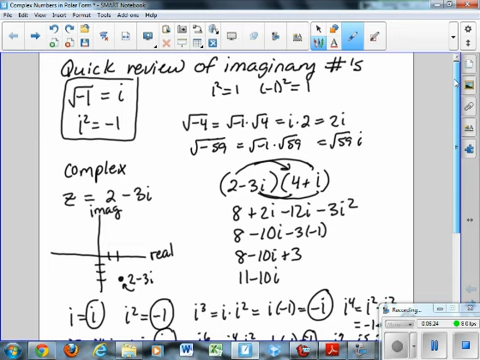 Complex Numbers in Polar Form * - SMART Notebook
File Edit View Insert Format Tools Draw Add-ons Help
Quick review of imaginary #'s
√-1 = i
i² = -1
i² = 1 (-1)² = 1
√-4 = √-1·√4 = i·2 = 2i
√-59 = √-1·√59 = √59 i
Complex
z = 2 - 3i
imag
real
2-3i
(2-3i)(4+i)
8 + 2i - 12i - 3i²
8 - 10i - 3(-1)
8 - 10i + 3
11 - 10i
i = i i² = -1 i³ = i·i² = i(-1) = -i i⁴ = i²·i²
Recording...
05:24